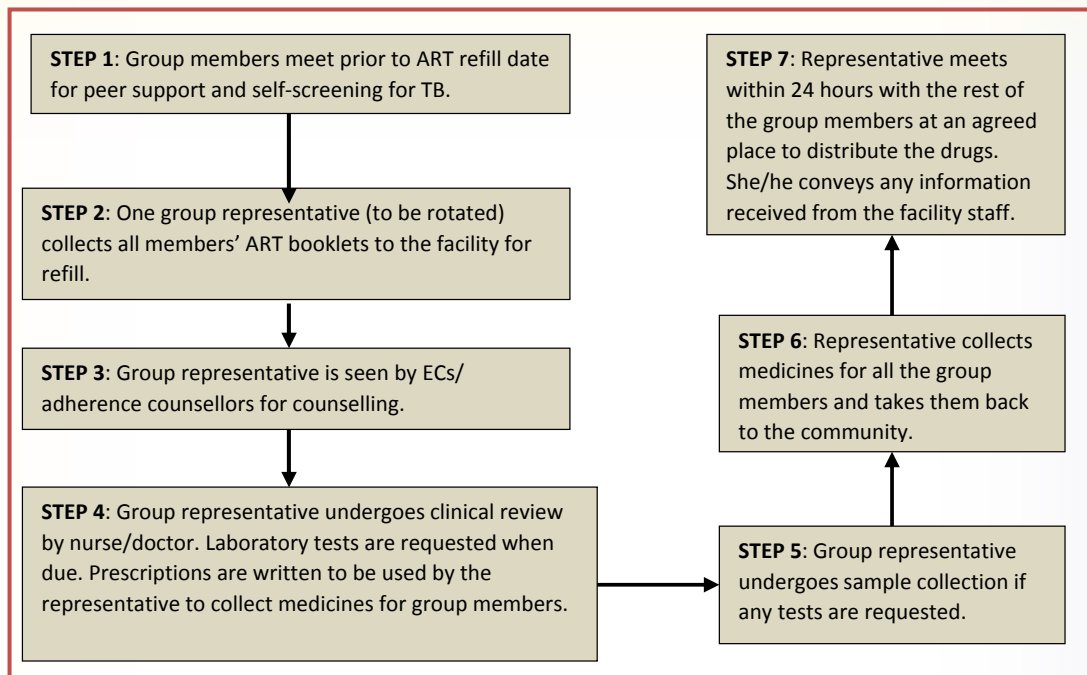 STEP 1: Group members meet prior to ART refill date
for peer support and self-screening for TB.
STEP 2: One group representative (to be rotated)
collects all members’ ART booklets to the facility for
refill.
STEP 3: Group representative is seen by ECs/
adherence counsellors for counselling.
STEP 4: Group representative undergoes clinical review
by nurse/doctor. Laboratory tests are requested when
due. Prescriptions are written to be used by the
representative to collect medicines for group members.
STEP 5: Group representative
undergoes sample collection if
any tests are requested.
STEP 6: Representative collects
medicines for all the group
members and takes them back
to the community.
STEP 7: Representative meets
within 24 hours with the rest of
the group members at an agreed
place to distribute the drugs.
She/he conveys any information
received from the facility staff.